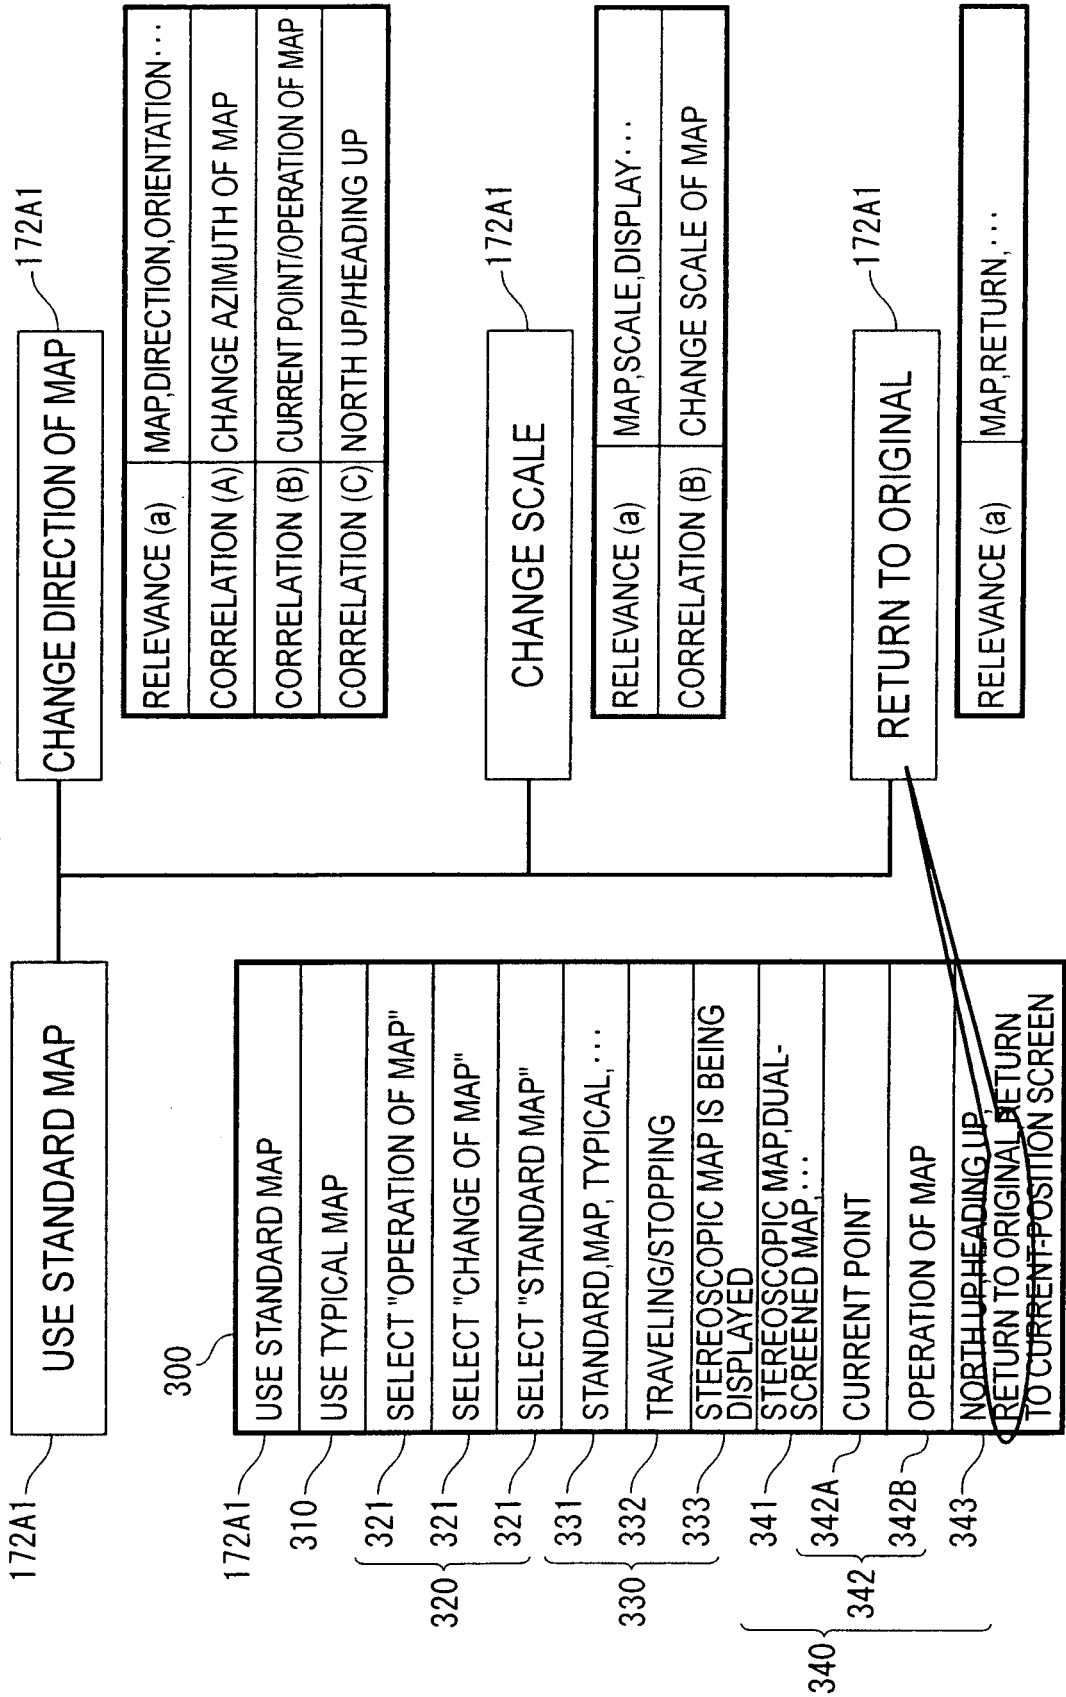 172A1
USE STANDARD MAP
300
172A1
USE STANDARD MAP
310
USE TYPICAL MAP
320
321
SELECT "OPERATION OF MAP"
321
SELECT "CHANGE OF MAP"
321
SELECT "STANDARD MAP"
330
331
STANDARD,MAP, TYPICAL, ···
332
TRAVELING/STOPPING
333
STEREOSCOPIC MAP IS BEING
DISPLAYED
340
341
STEREOSCOPIC MAP,DUAL-
SCREENED MAP,···
342
342A
CURRENT POINT
342B
OPERATION OF MAP
343
NORTH UP,HEADING UP,
RETURN TO ORIGINAL,RETURN
TO CURRENT-POSITION SCREEN
CHANGE DIRECTION OF MAP
172A1
RELEVANCE (a) MAP,DIRECTION,ORIENTATION···
CORRELATION (A) CHANGE AZIMUTH OF MAP
CORRELATION (B) CURRENT POINT/OPERATION OF MAP
CORRELATION (C) NORTH UP/HEADING UP
CHANGE SCALE
172A1
RELEVANCE (a) MAP,SCALE,DISPLAY···
CORRELATION (B) CHANGE SCALE OF MAP
RETURN TO ORIGINAL
172A1
RELEVANCE (a) MAP,RETURN,···